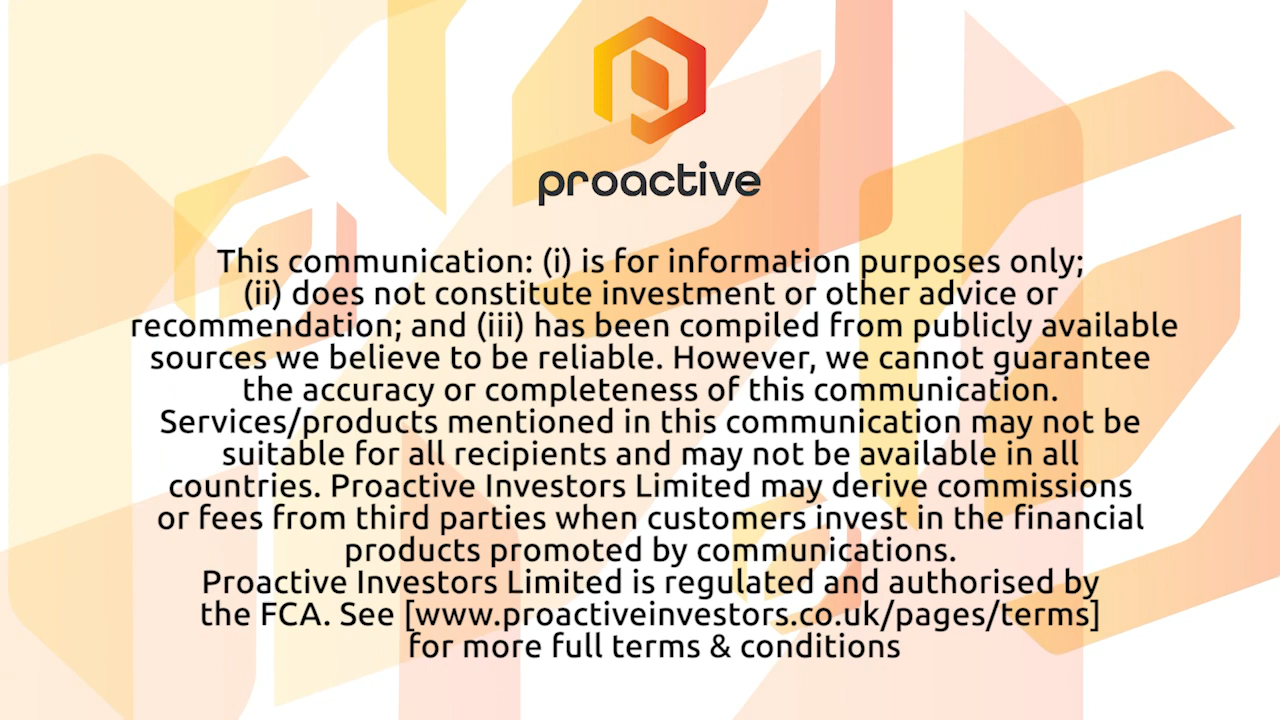 proactive
This communication: (i) is for information purposes only;
(ii) does not constitute investment or other advice or
recommendation; and (iii) has been compiled from publicly available
sources we believe to be reliable. However, we cannot guarantee
the accuracy or completeness of this communication.
Services/products mentioned in this communication may not be
suitable for all recipients and may not be available in all
countries. Proactive Investors Limited may derive commissions
or fees from third parties when customers invest in the financial
products promoted by communications.
Proactive Investors Limited is regulated and authorised by
the FCA. See [www.proactiveinvestors.co.uk/pages/terms]
for more full terms & conditions